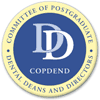 COMMITTEE OF POSTGRADUATE
DD
COPDEND
DENTAL DEANS AND DIRECTORS